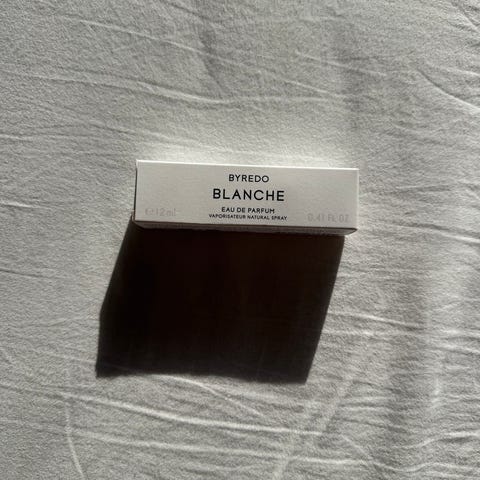 BYREDO
BLANCHE
EAU DE PARFUM
VAPORISATEUR NATURAL SPRAY
℮12 ml
0.41 FL OZ